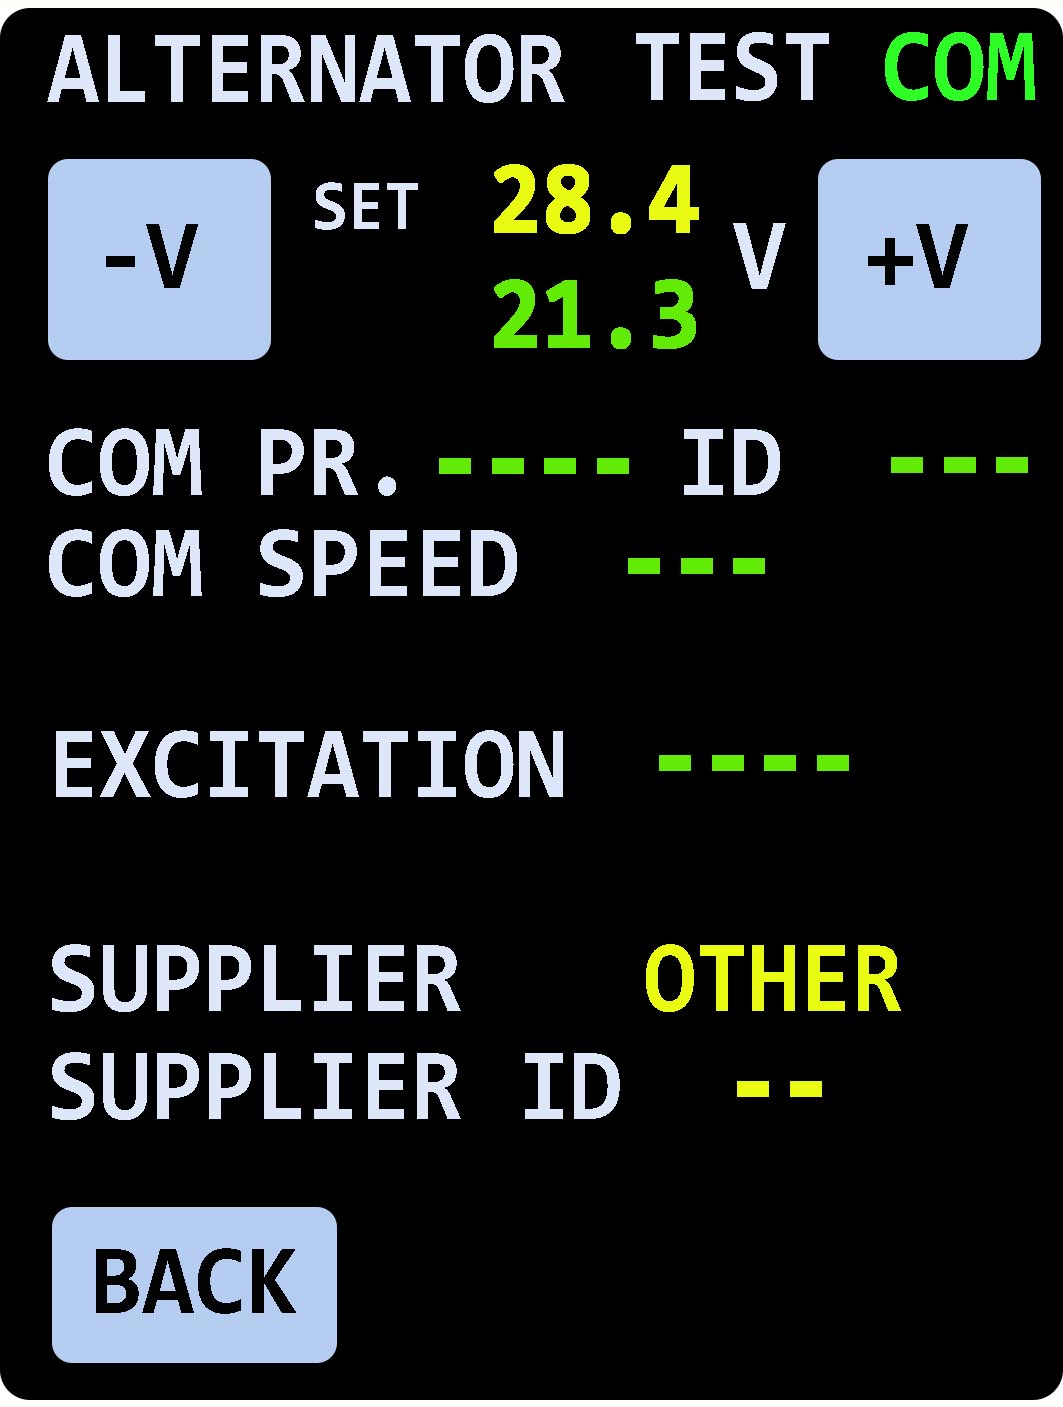 ALTERNATOR TEST COM
-V SET 28.4 V +V
21.3
COM PR. ---- ID ---
COM SPEED ---
EXCITATION ----
SUPPLIER OTHER
SUPPLIER ID --
BACK